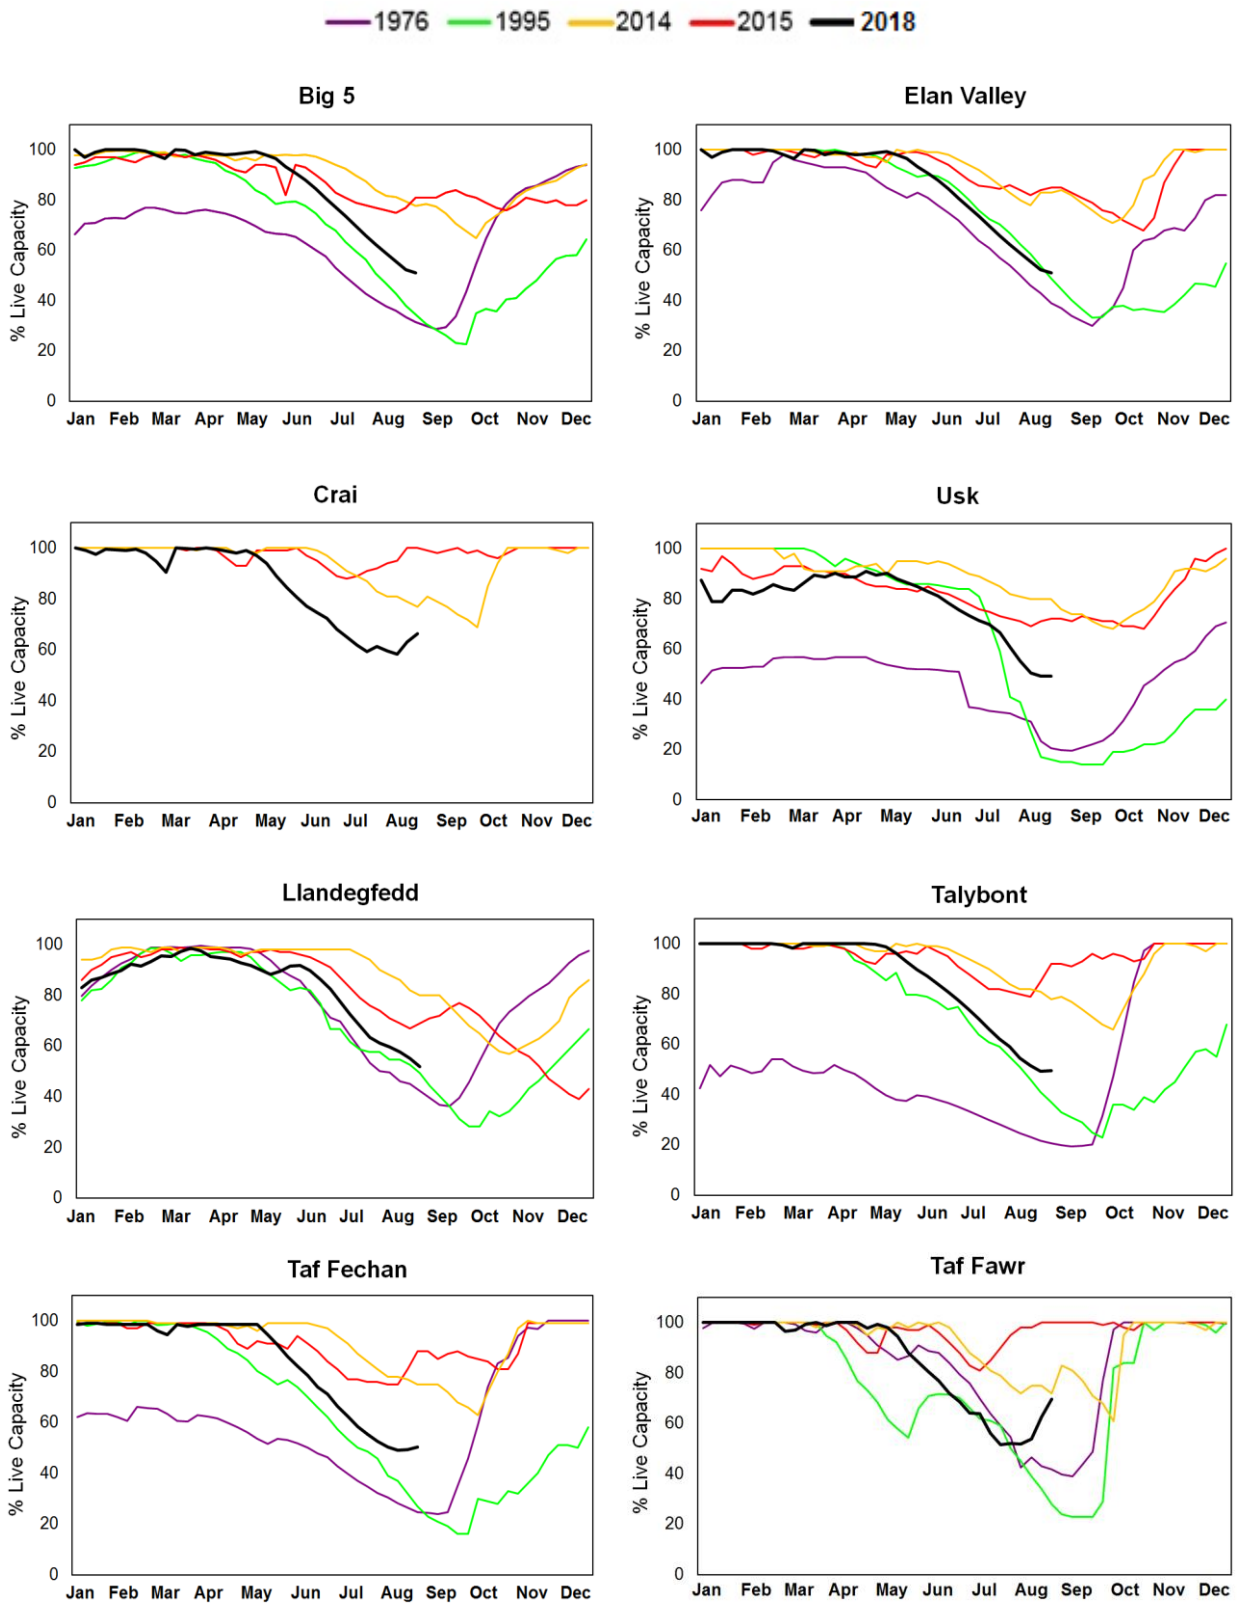 1976 1995 2014 2015 2018
Big 5
Elan Valley
% Live Capacity
100
80
60
40
20
0
Jan Feb Mar Apr May Jun Jul Aug Sep Oct Nov Dec
% Live Capacity
100
80
60
40
20
0
Jan Feb Mar Apr May Jun Jul Aug Sep Oct Nov Dec
Crai
Usk
% Live Capacity
100
80
60
40
20
0
Jan Feb Mar Apr May Jun Jul Aug Sep Oct Nov Dec
% Live Capacity
100
80
60
40
20
0
Jan Feb Mar Apr May Jun Jul Aug Sep Oct Nov Dec
Llandegfedd
Talybont
% Live Capacity
100
80
60
40
20
0
Jan Feb Mar Apr May Jun Jul Aug Sep Oct Nov Dec
% Live Capacity
100
80
60
40
20
0
Jan Feb Mar Apr May Jun Jul Aug Sep Oct Nov Dec
Taf Fechan
Taf Fawr
% Live Capacity
100
80
60
40
20
0
Jan Feb Mar Apr May Jun Jul Aug Sep Oct Nov Dec
% Live Capacity
100
80
60
40
20
0
Jan Feb Mar Apr May Jun Jul Aug Sep Oct Nov Dec